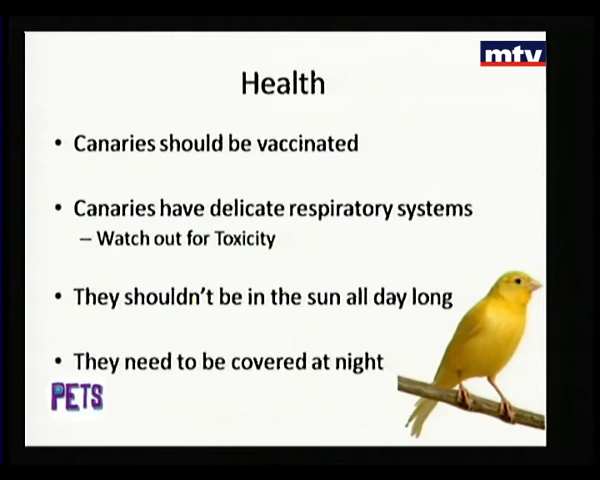 mtv
Health
• Canaries should be vaccinated
• Canaries have delicate respiratory systems
– Watch out for Toxicity
• They shouldn't be in the sun all day long
• They need to be covered at night
PETS